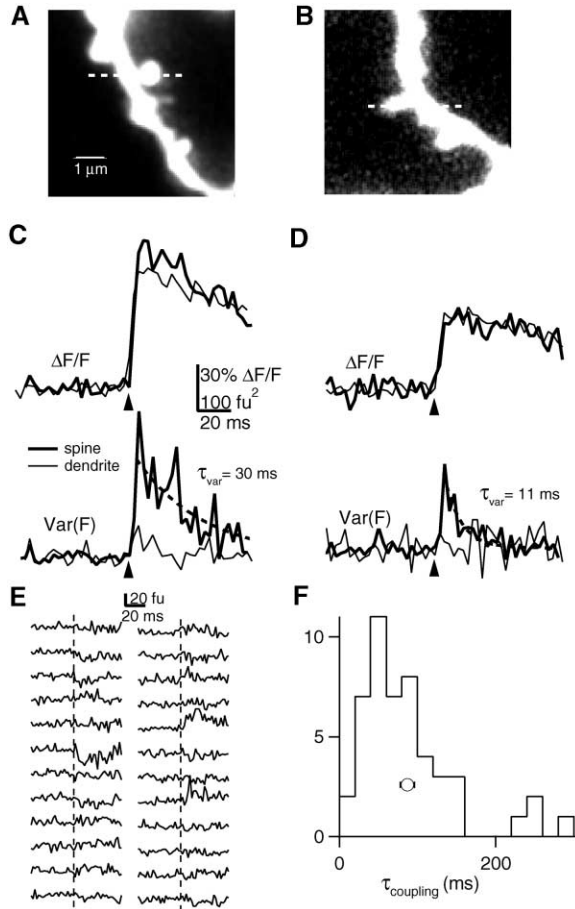 A
B
1 μm
C
D
ΔF/F
30% ΔF/F
100 fu²
20 ms
ΔF/F
spine
dendrite
τvar= 30 ms
Var(F)
τvar= 11 ms
Var(F)
E
20 fu
20 ms
F
10
5
0
0
200
τcoupling (ms)